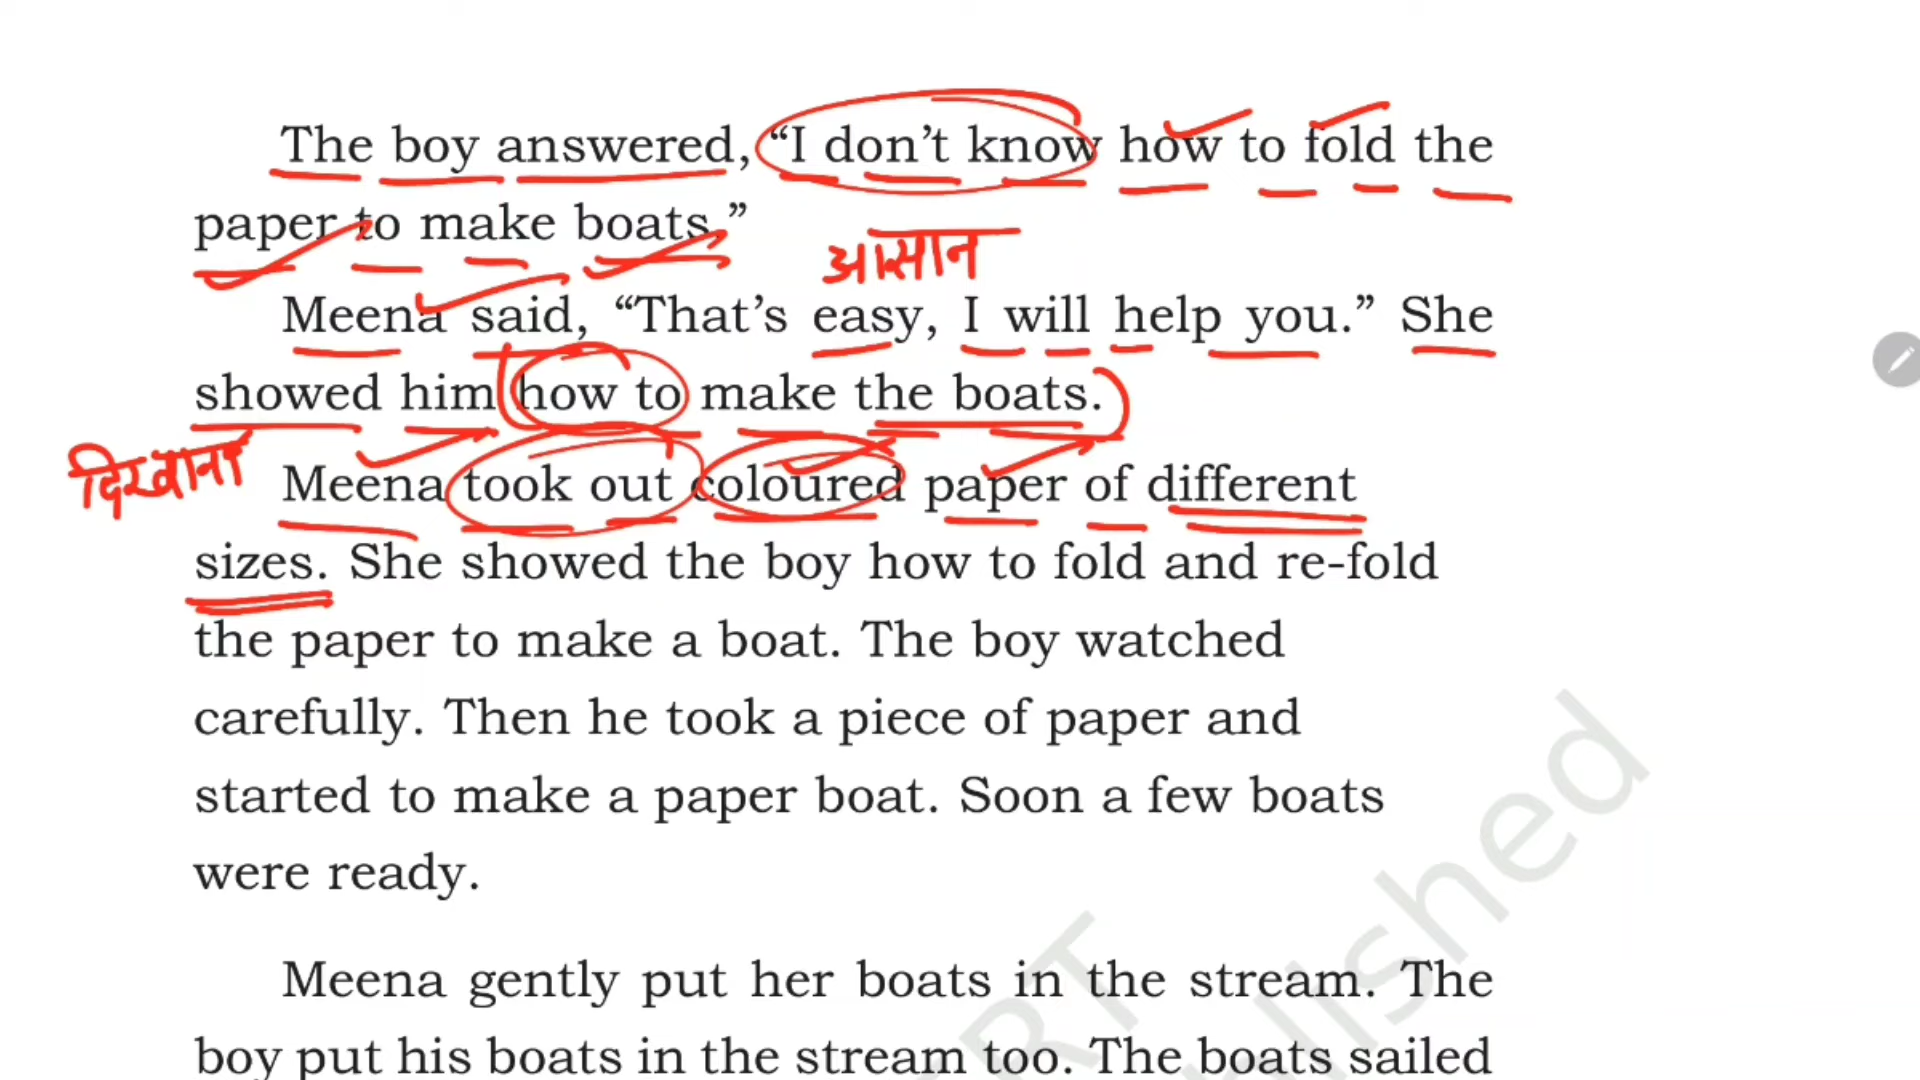 The boy answered, “I don’t know how to fold the
paper to make boats.”
आसान
Meena said, “That’s easy, I will help you.” She
showed him how to make the boats.
दिखाना
Meena took out coloured paper of different
sizes. She showed the boy how to fold and re-fold
the paper to make a boat. The boy watched
carefully. Then he took a piece of paper and
started to make a paper boat. Soon a few boats
were ready.
Meena gently put her boats in the stream. The
boy put his boats in the stream too. The boats sailed